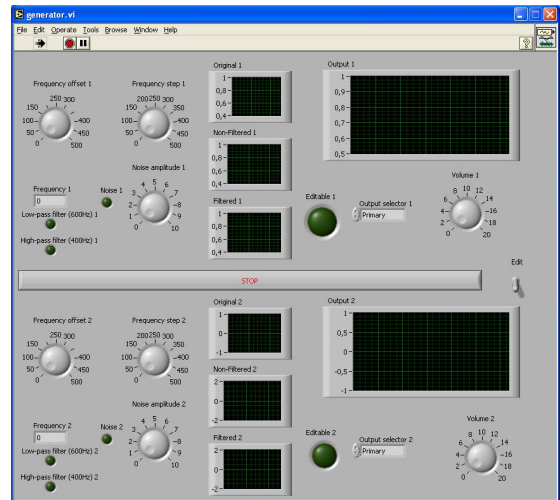 generator.vi
File Edit Operate Tools Browse Window Help
Frequency offset 1
0 50 100 150 250 300 400 450 500
Frequency step 1
0 50 100 150 200 250 300 400 450 500
Original 1
1
0,8
0,6
0,4
Output 1
1
0,9
0,8
0,7
0,6
0,5
Non-Filtered 1
1
0,8
0,6
0,4
Noise amplitude 1
0 1 2 3 4 5 6 7 8 9 10
Frequency 1
0
Noise 1
Low-pass filter (600Hz) 1
High-pass filter (400Hz) 1
Filtered 1
1
0,8
0,6
0,4
Editable 1
Output selector 1
Primary
Volume 1
0 2 4 6 8 10 12 14 16 18 20
STOP
Edit
Frequency offset 2
0 50 100 150 250 300 400 450 500
Frequency step 2
0 50 100 150 200 250 300 400 450 500
Original 2
1
0
-1
Output 2
1
0,5
0
-0,5
-1
Non-Filtered 2
2
0
-2
Noise amplitude 2
0 1 2 3 4 5 6 7 8 9 10
Frequency 2
0
Noise 2
Low-pass filter (600Hz) 2
High-pass filter (400Hz) 2
Filtered 2
2
0
-2
Editable 2
Output selector 2
Primary
Volume 2
0 2 4 6 8 10 12 14 16 18 20